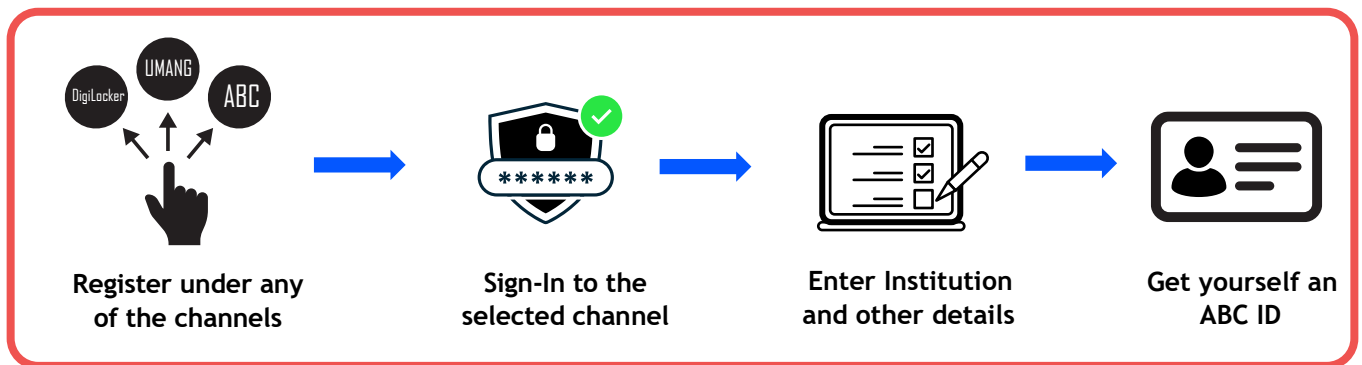 DigiLocker
UMANG
ABC
******
Register under any
of the channels
Sign-In to the
selected channel
Enter Institution
and other details
Get yourself an
ABC ID